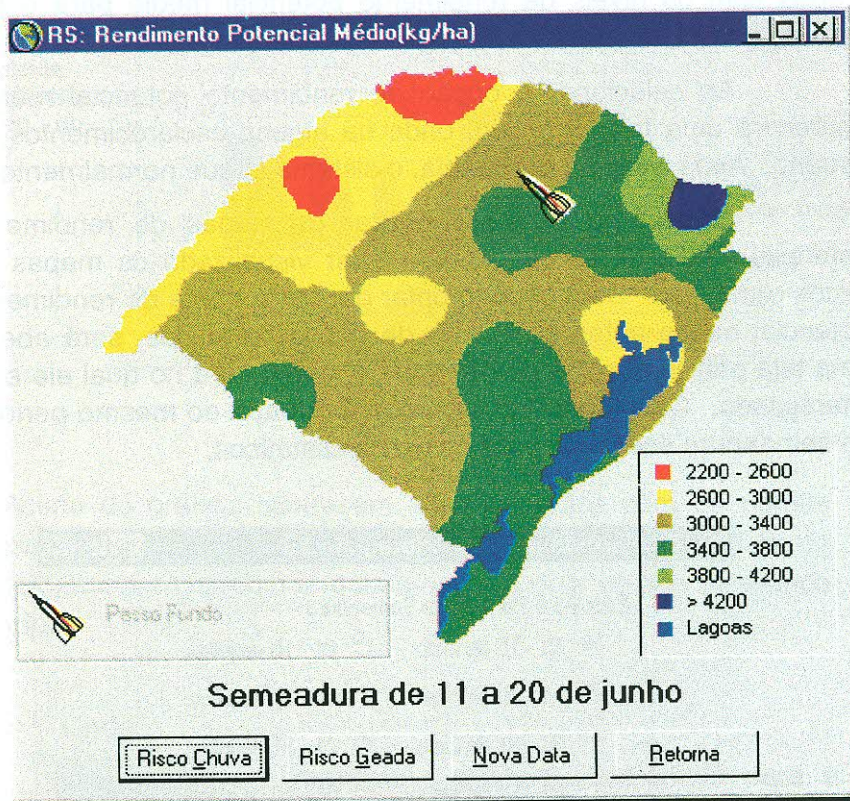 RS: Rendimento Potencial Médio(kg/ha)
2200 - 2600
2600 - 3000
3000 - 3400
3400 - 3800
3800 - 4200
> 4200
Lagoas
Passo Fundo
Semeadura de 11 a 20 de junho
Risco Chuva
Risco Geada
Nova Data
Retorna